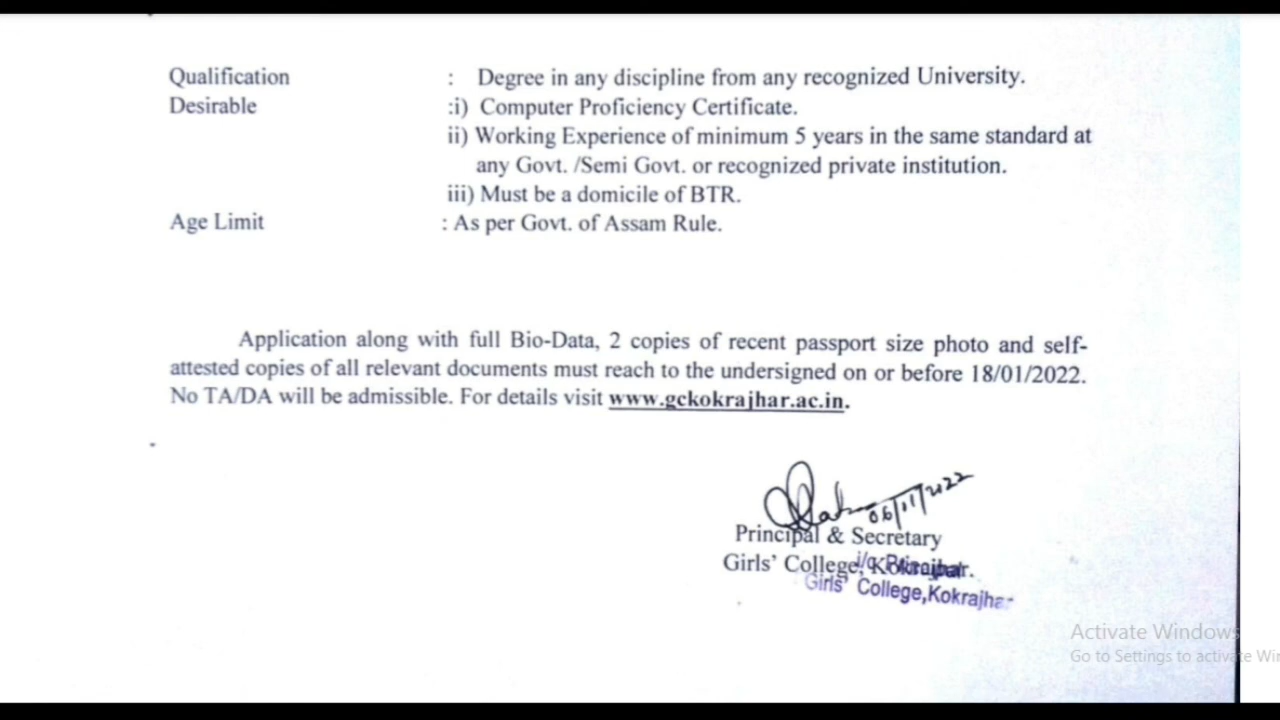 Qualification : Degree in any discipline from any recognized University.
Desirable :i) Computer Proficiency Certificate.
ii) Working Experience of minimum 5 years in the same standard at
any Govt. /Semi Govt. or recognized private institution.
iii) Must be a domicile of BTR.
Age Limit : As per Govt. of Assam Rule.
Application along with full Bio-Data, 2 copies of recent passport size photo and self-
attested copies of all relevant documents must reach to the undersigned on or before 18/01/2022.
No TA/DA will be admissible. For details visit www.gckokrajhar.ac.in.
Principal & Secretary
Girls' College, Kokrajhar.
i/c Principal
Girls' College,Kokrajhar
Activate Windows
Go to Settings to activate Wi